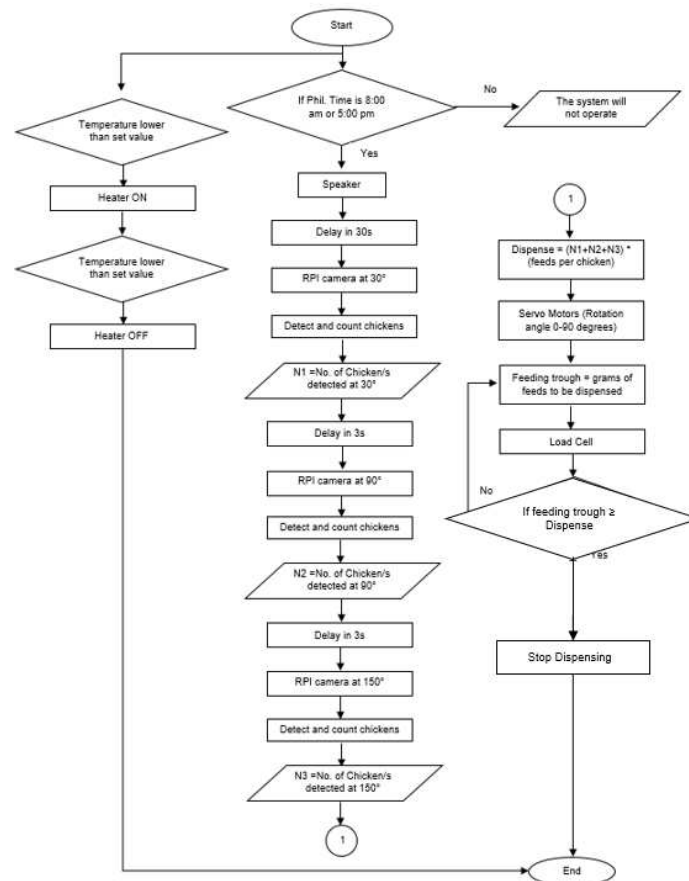 Start
If Phil. Time is 8:00
am or 5:00 pm
No
The system will
not operate
Yes
Temperature lower
than set value
Heater ON
Temperature lower
than set value
Heater OFF
Speaker
Delay in 30s
RPI camera at 30°
Detect and count chickens
N1 =No. of Chicken/s
detected at 30°
Delay in 3s
RPI camera at 90°
Detect and count chickens
N2 =No. of Chicken/s
detected at 90°
Delay in 3s
RPI camera at 150°
Detect and count chickens
N3 =No. of Chicken/s
detected at 150°
1
1
Dispense = (N1+N2+N3) *
(feeds per chicken)
Servo Motors (Rotation
angle 0-90 degrees)
Feeding trough = grams of
feeds to be dispensed
Load Cell
No
If feeding trough ≥
Dispense
Yes
Stop Dispensing
End